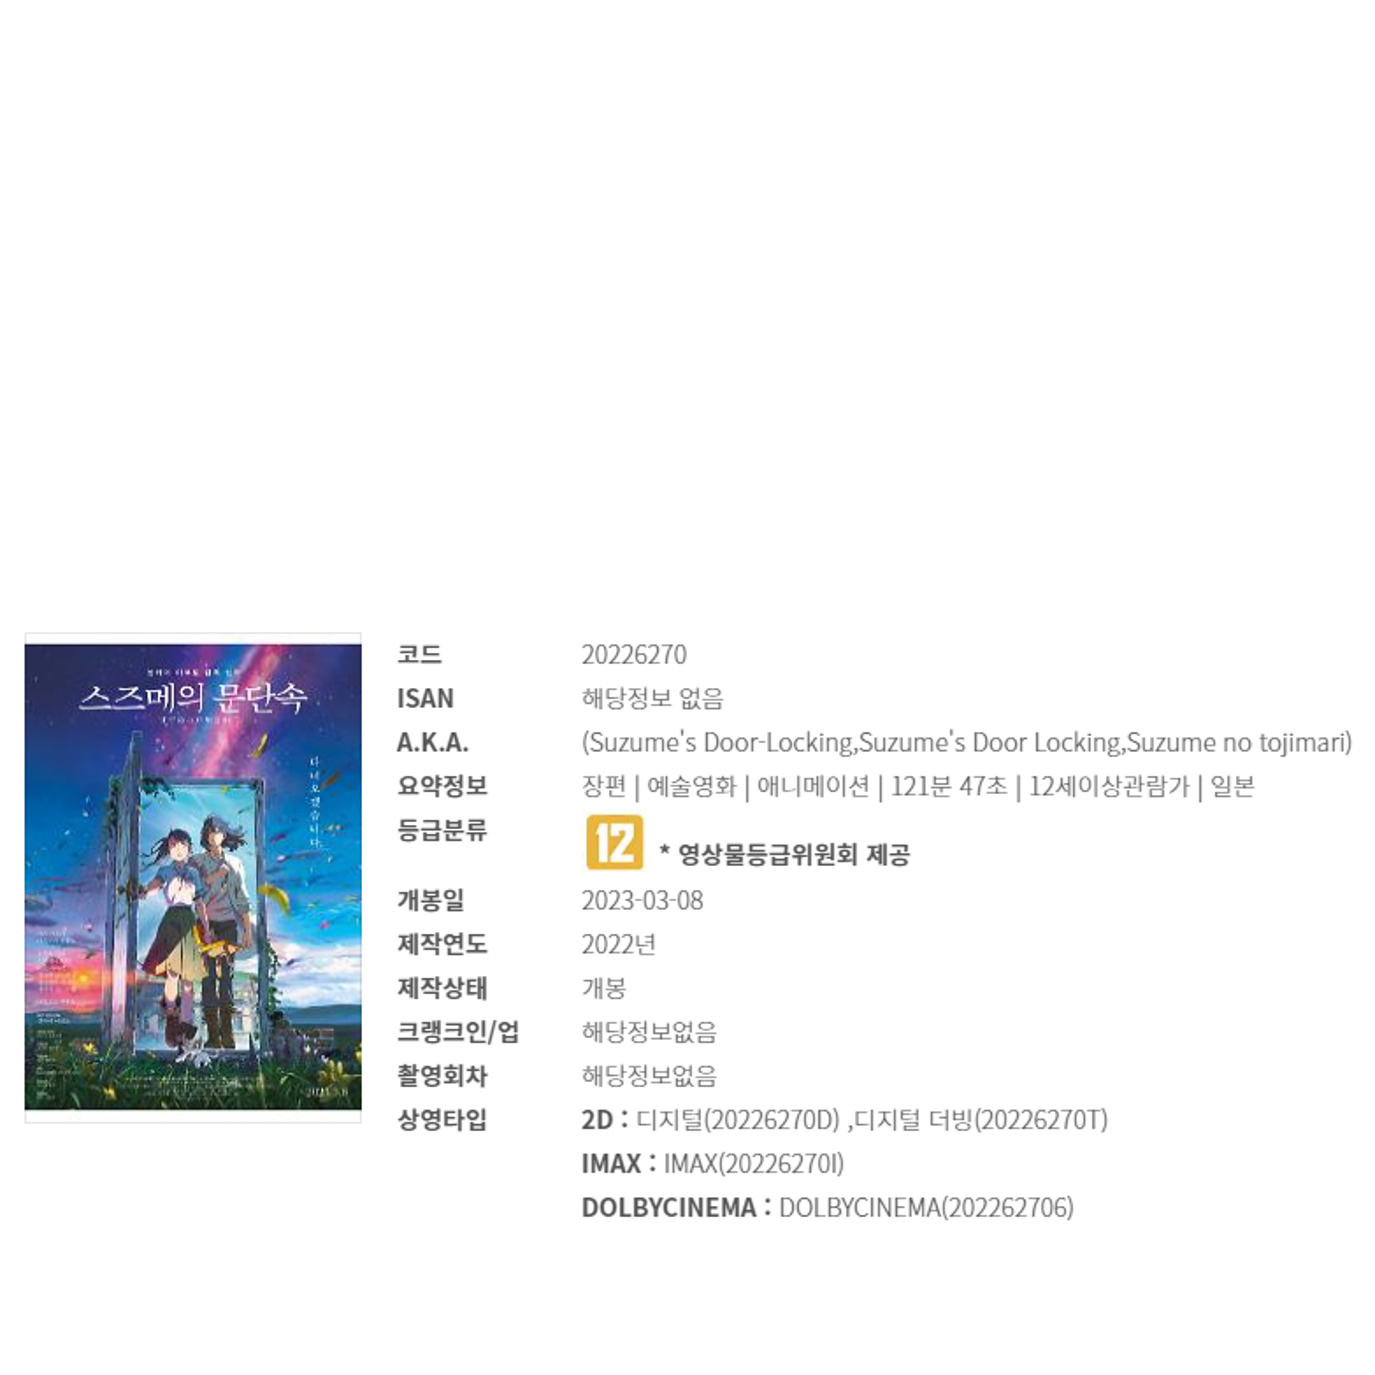 스즈메의 문단속
다녀오겠습니다.
코드 20226270
ISAN 해당정보 없음
A.K.A. (Suzume's Door-Locking,Suzume's Door Locking,Suzume no tojimari)
요약정보 장편 | 예술영화 | 애니메이션 | 121분 47초 | 12세이상관람가 | 일본
등급분류 12 * 영상물등급위원회 제공
개봉일 2023-03-08
제작연도 2022년
제작상태 개봉
크랭크인/업 해당정보없음
촬영회차 해당정보없음
상영타입 2D : 디지털(20226270D) ,디지털 더빙(20226270T)
IMAX : IMAX(20226270I)
DOLBYCINEMA : DOLBYCINEMA(202262706)